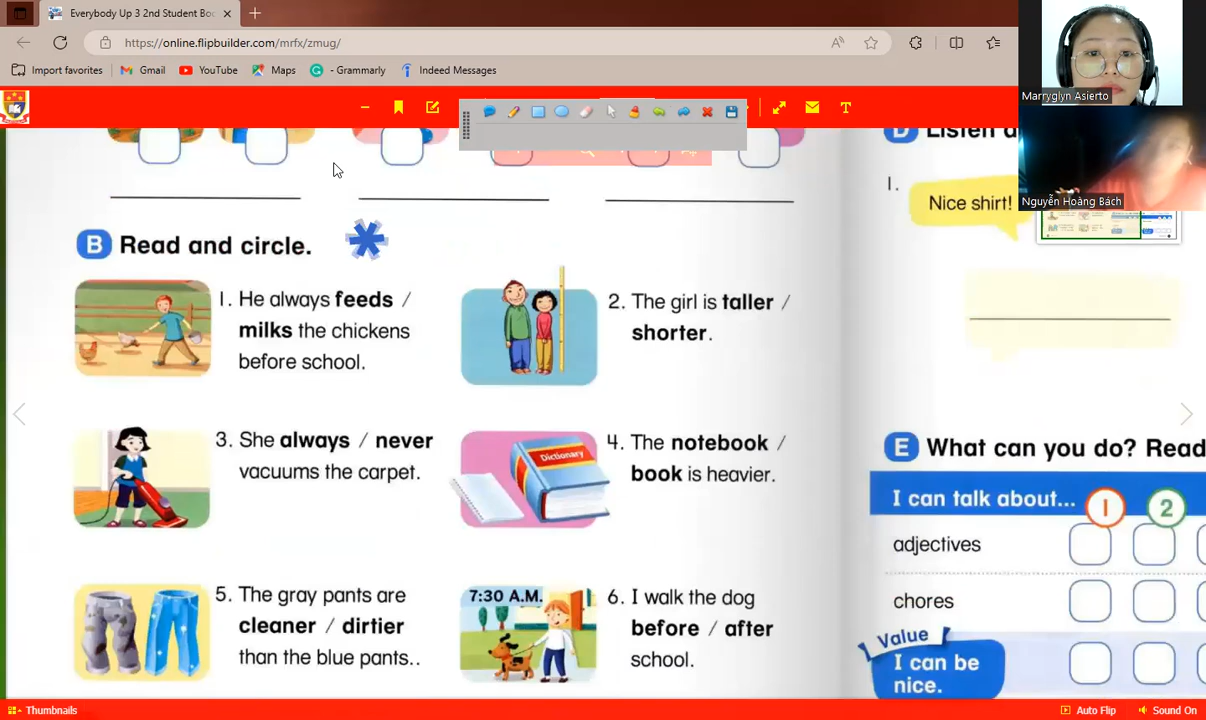 Everybody Up 3 2nd Student Boo
https://online.flipbuilder.com/mrfx/zmug/
Import favorites
Gmail
YouTube
Maps
- Grammarly
Indeed Messages
Marryglyn Asierto
Nguyễn Hoàng Bách
B Read and circle.
1. He always feeds /
milks the chickens
before school.
2. The girl is taller /
shorter.
3. She always / never
vacuums the carpet.
Dictionary
4. The notebook /
book is heavier.
5. The gray pants are
cleaner / dirtier
than the blue pants..
7:30 A.M.
6. I walk the dog
before / after
school.
D Listen a
1.
Nice shirt!
E What can you do? Read
I can talk about... 1 2
adjectives
chores
Value
I can be
nice.
Thumbnails
Auto Flip
Sound On